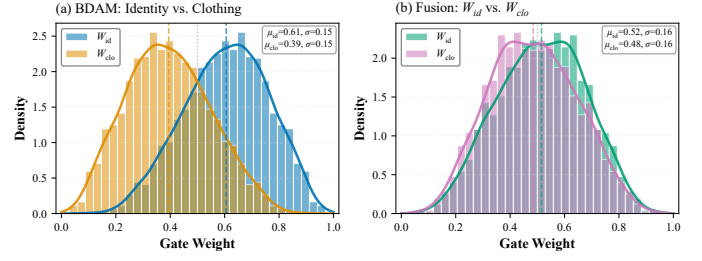 (a) BDAM: Identity vs. Clothing
W_id
W_clo
μ_id=0.61, σ=0.15
μ_clo=0.39, σ=0.15
Density
2.5
2.0
1.5
1.0
0.5
0.0
0.0 0.2 0.4 0.6 0.8 1.0
Gate Weight
(b) Fusion: W_id vs. W_clo
W_id
W_clo
μ_id=0.52, σ=0.16
μ_clo=0.48, σ=0.16
Density
2.0
1.5
1.0
0.5
0.0
0.0 0.2 0.4 0.6 0.8 1.0
Gate Weight